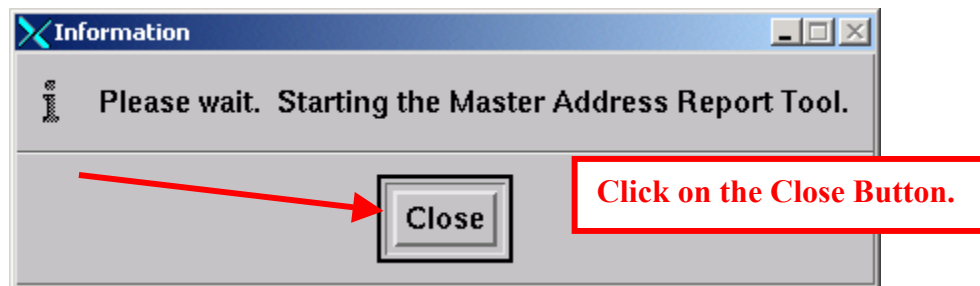 Information
Please wait. Starting the Master Address Report Tool.
Click on the Close Button.
Close